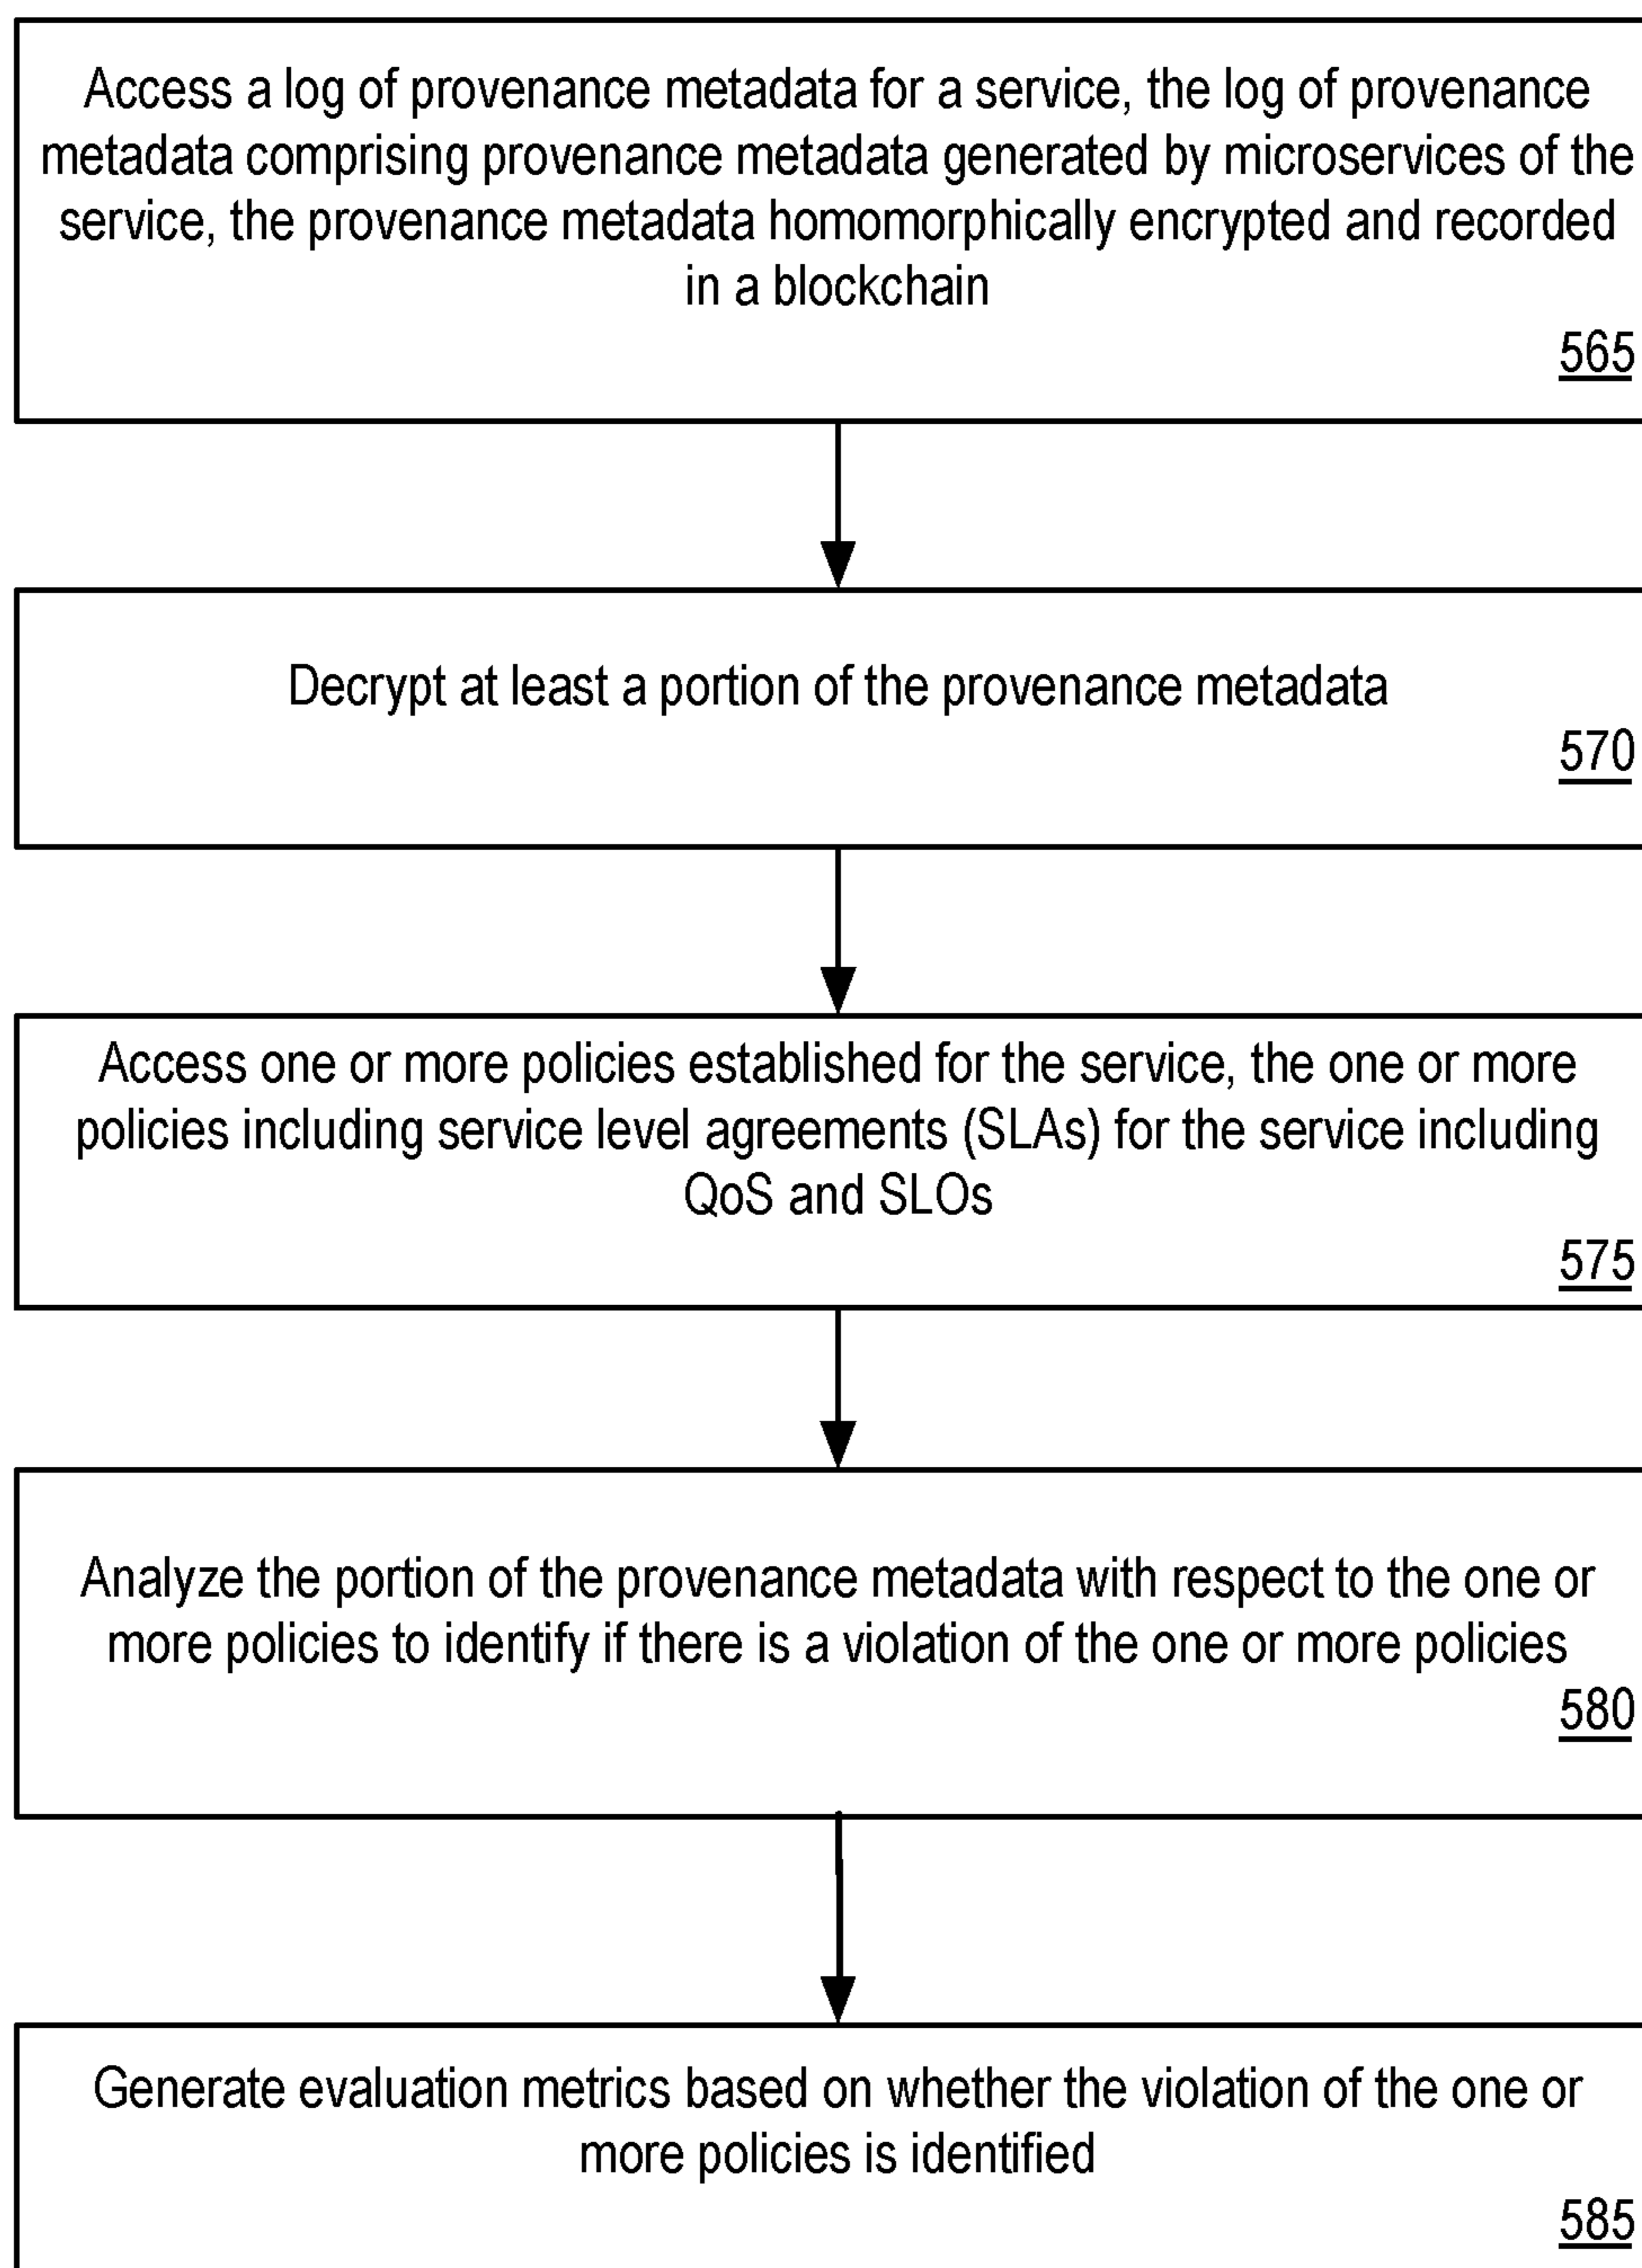 Access a log of provenance metadata for a service, the log of provenance
metadata comprising provenance metadata generated by microservices of the
service, the provenance metadata homomorphically encrypted and recorded
in a blockchain
565
Decrypt at least a portion of the provenance metadata
570
Access one or more policies established for the service, the one or more
policies including service level agreements (SLAs) for the service including
QoS and SLOs
575
Analyze the portion of the provenance metadata with respect to the one or
more policies to identify if there is a violation of the one or more policies
580
Generate evaluation metrics based on whether the violation of the one or
more policies is identified
585